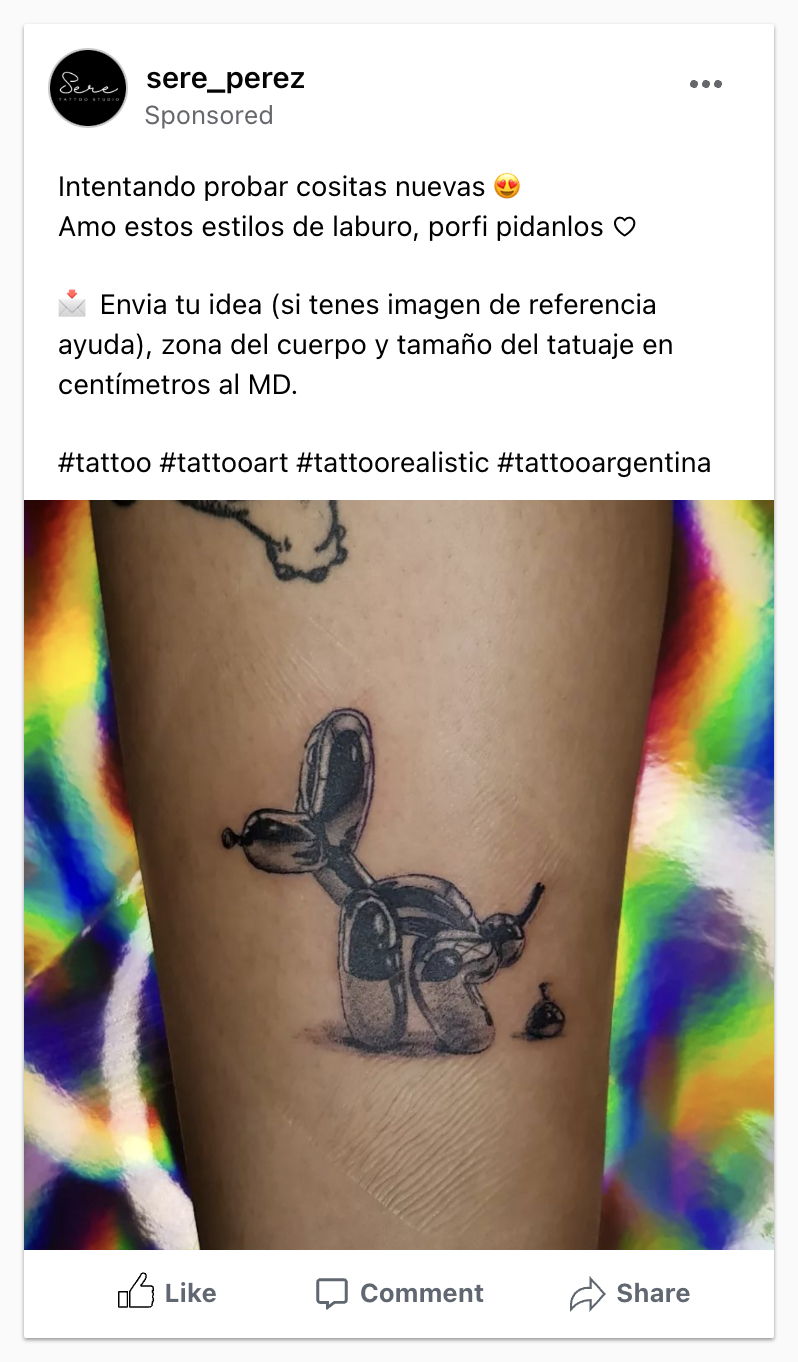 Sere
TATTOO STUDIO
sere_perez
Sponsored
Intentando probar cositas nuevas 😍
Amo estos estilos de laburo, porfi pidanlos ♡
📩 Envia tu idea (si tenes imagen de referencia
ayuda), zona del cuerpo y tamaño del tatuaje en
centímetros al MD.
#tattoo #tattooart #tattoorealistic #tattooargentina
Like
Comment
Share